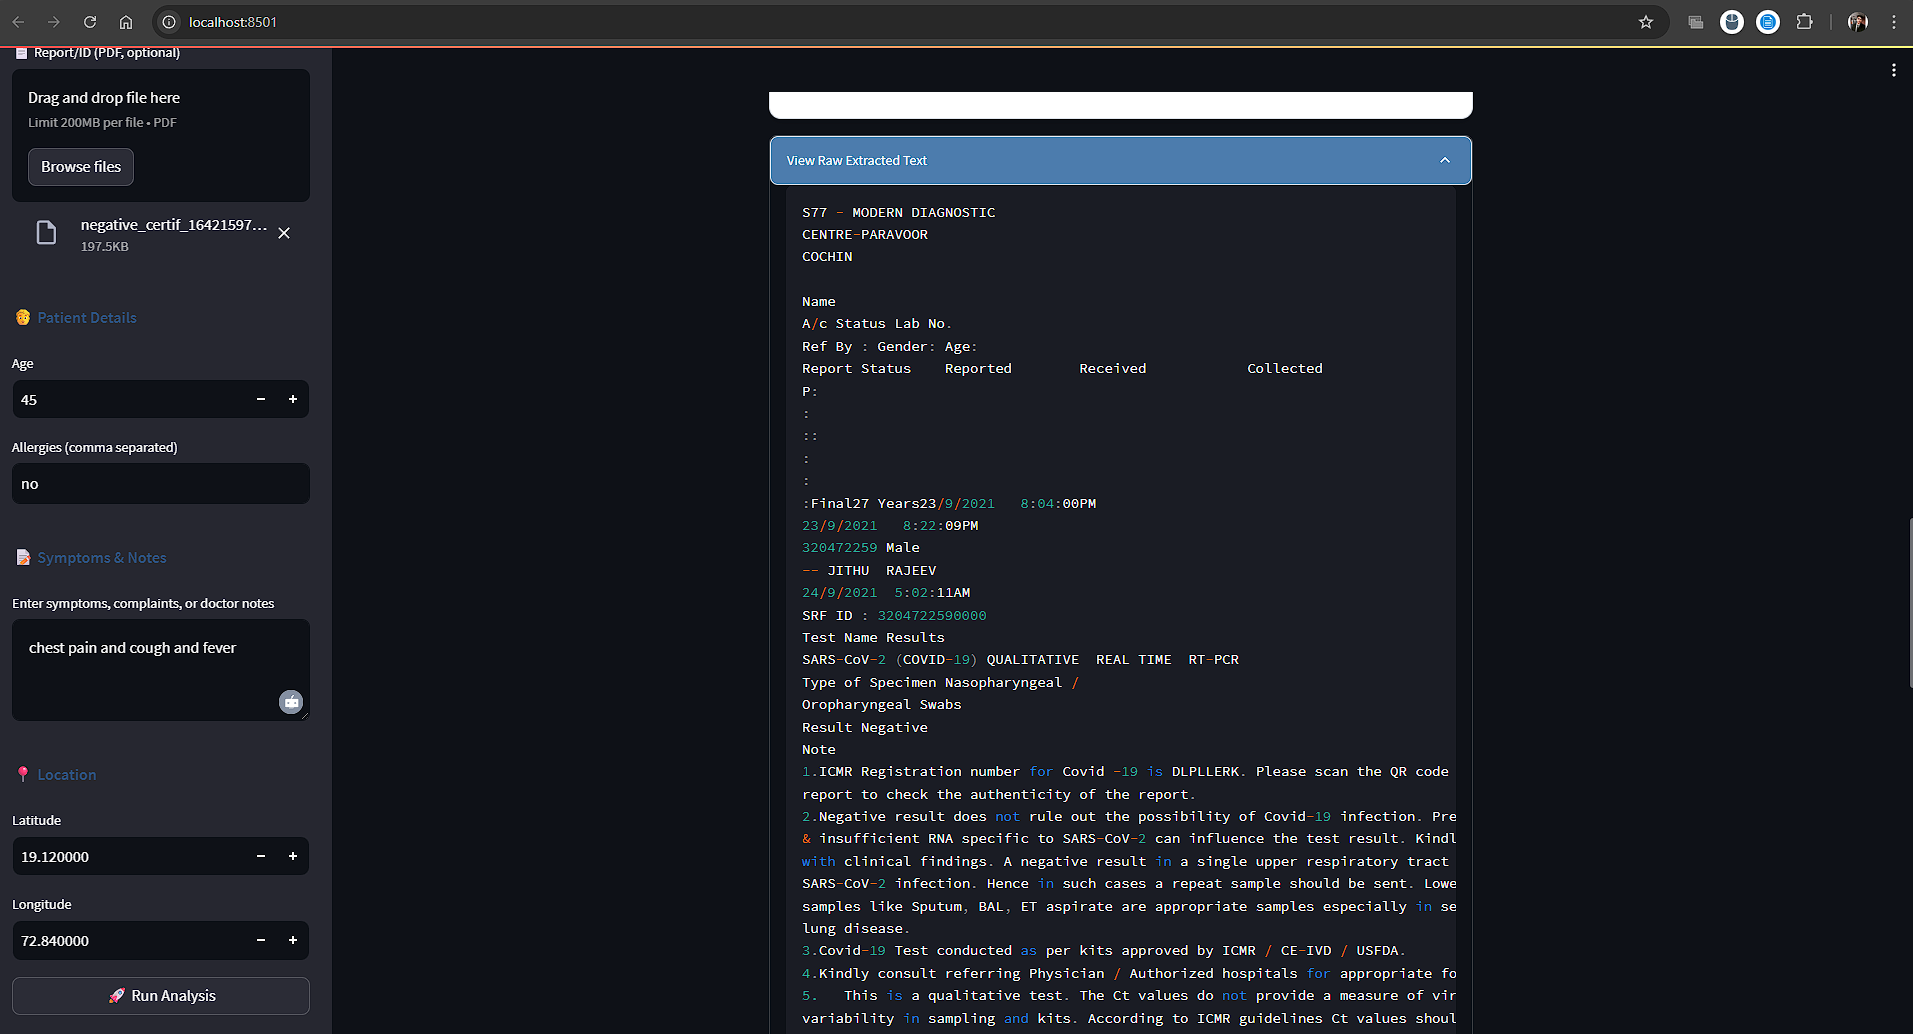 localhost:8501
Report/ID (PDF, optional)
Drag and drop file here
Limit 200MB per file • PDF
Browse files
negative_certif_16421597...
197.5KB
Patient Details
Age
45
Allergies (comma separated)
no
Symptoms & Notes
Enter symptoms, complaints, or doctor notes
chest pain and cough and fever
Location
Latitude
19.120000
Longitude
72.840000
Run Analysis
View Raw Extracted Text
S77 - MODERN DIAGNOSTIC
CENTRE-PARAVOOR
COCHIN
Name
A/c Status Lab No.
Ref By : Gender: Age:
Report Status    Reported        Received            Collected
P:
:
::
:
:
:Final27 Years23/9/2021   8:04:00PM
23/9/2021   8:22:09PM
320472259 Male
-- JITHU  RAJEEV
24/9/2021  5:02:11AM
SRF ID : 3204722590000
Test Name Results
SARS-CoV-2 (COVID-19) QUALITATIVE  REAL TIME  RT-PCR
Type of Specimen Nasopharyngeal /
Oropharyngeal Swabs
Result Negative
Note
1.ICMR Registration number for Covid -19 is DLPLLERK. Please scan the QR code
report to check the authenticity of the report.
2.Negative result does not rule out the possibility of Covid-19 infection. Pre
& insufficient RNA specific to SARS-CoV-2 can influence the test result. Kindl
with clinical findings. A negative result in a single upper respiratory tract
SARS-CoV-2 infection. Hence in such cases a repeat sample should be sent. Lowe
samples like Sputum, BAL, ET aspirate are appropriate samples especially in se
lung disease.
3.Covid-19 Test conducted as per kits approved by ICMR / CE-IVD / USFDA.
4.Kindly consult referring Physician / Authorized hospitals for appropriate fo
5.   This is a qualitative test. The Ct values do not provide a measure of vir
variability in sampling and kits. According to ICMR guidelines Ct values shoul